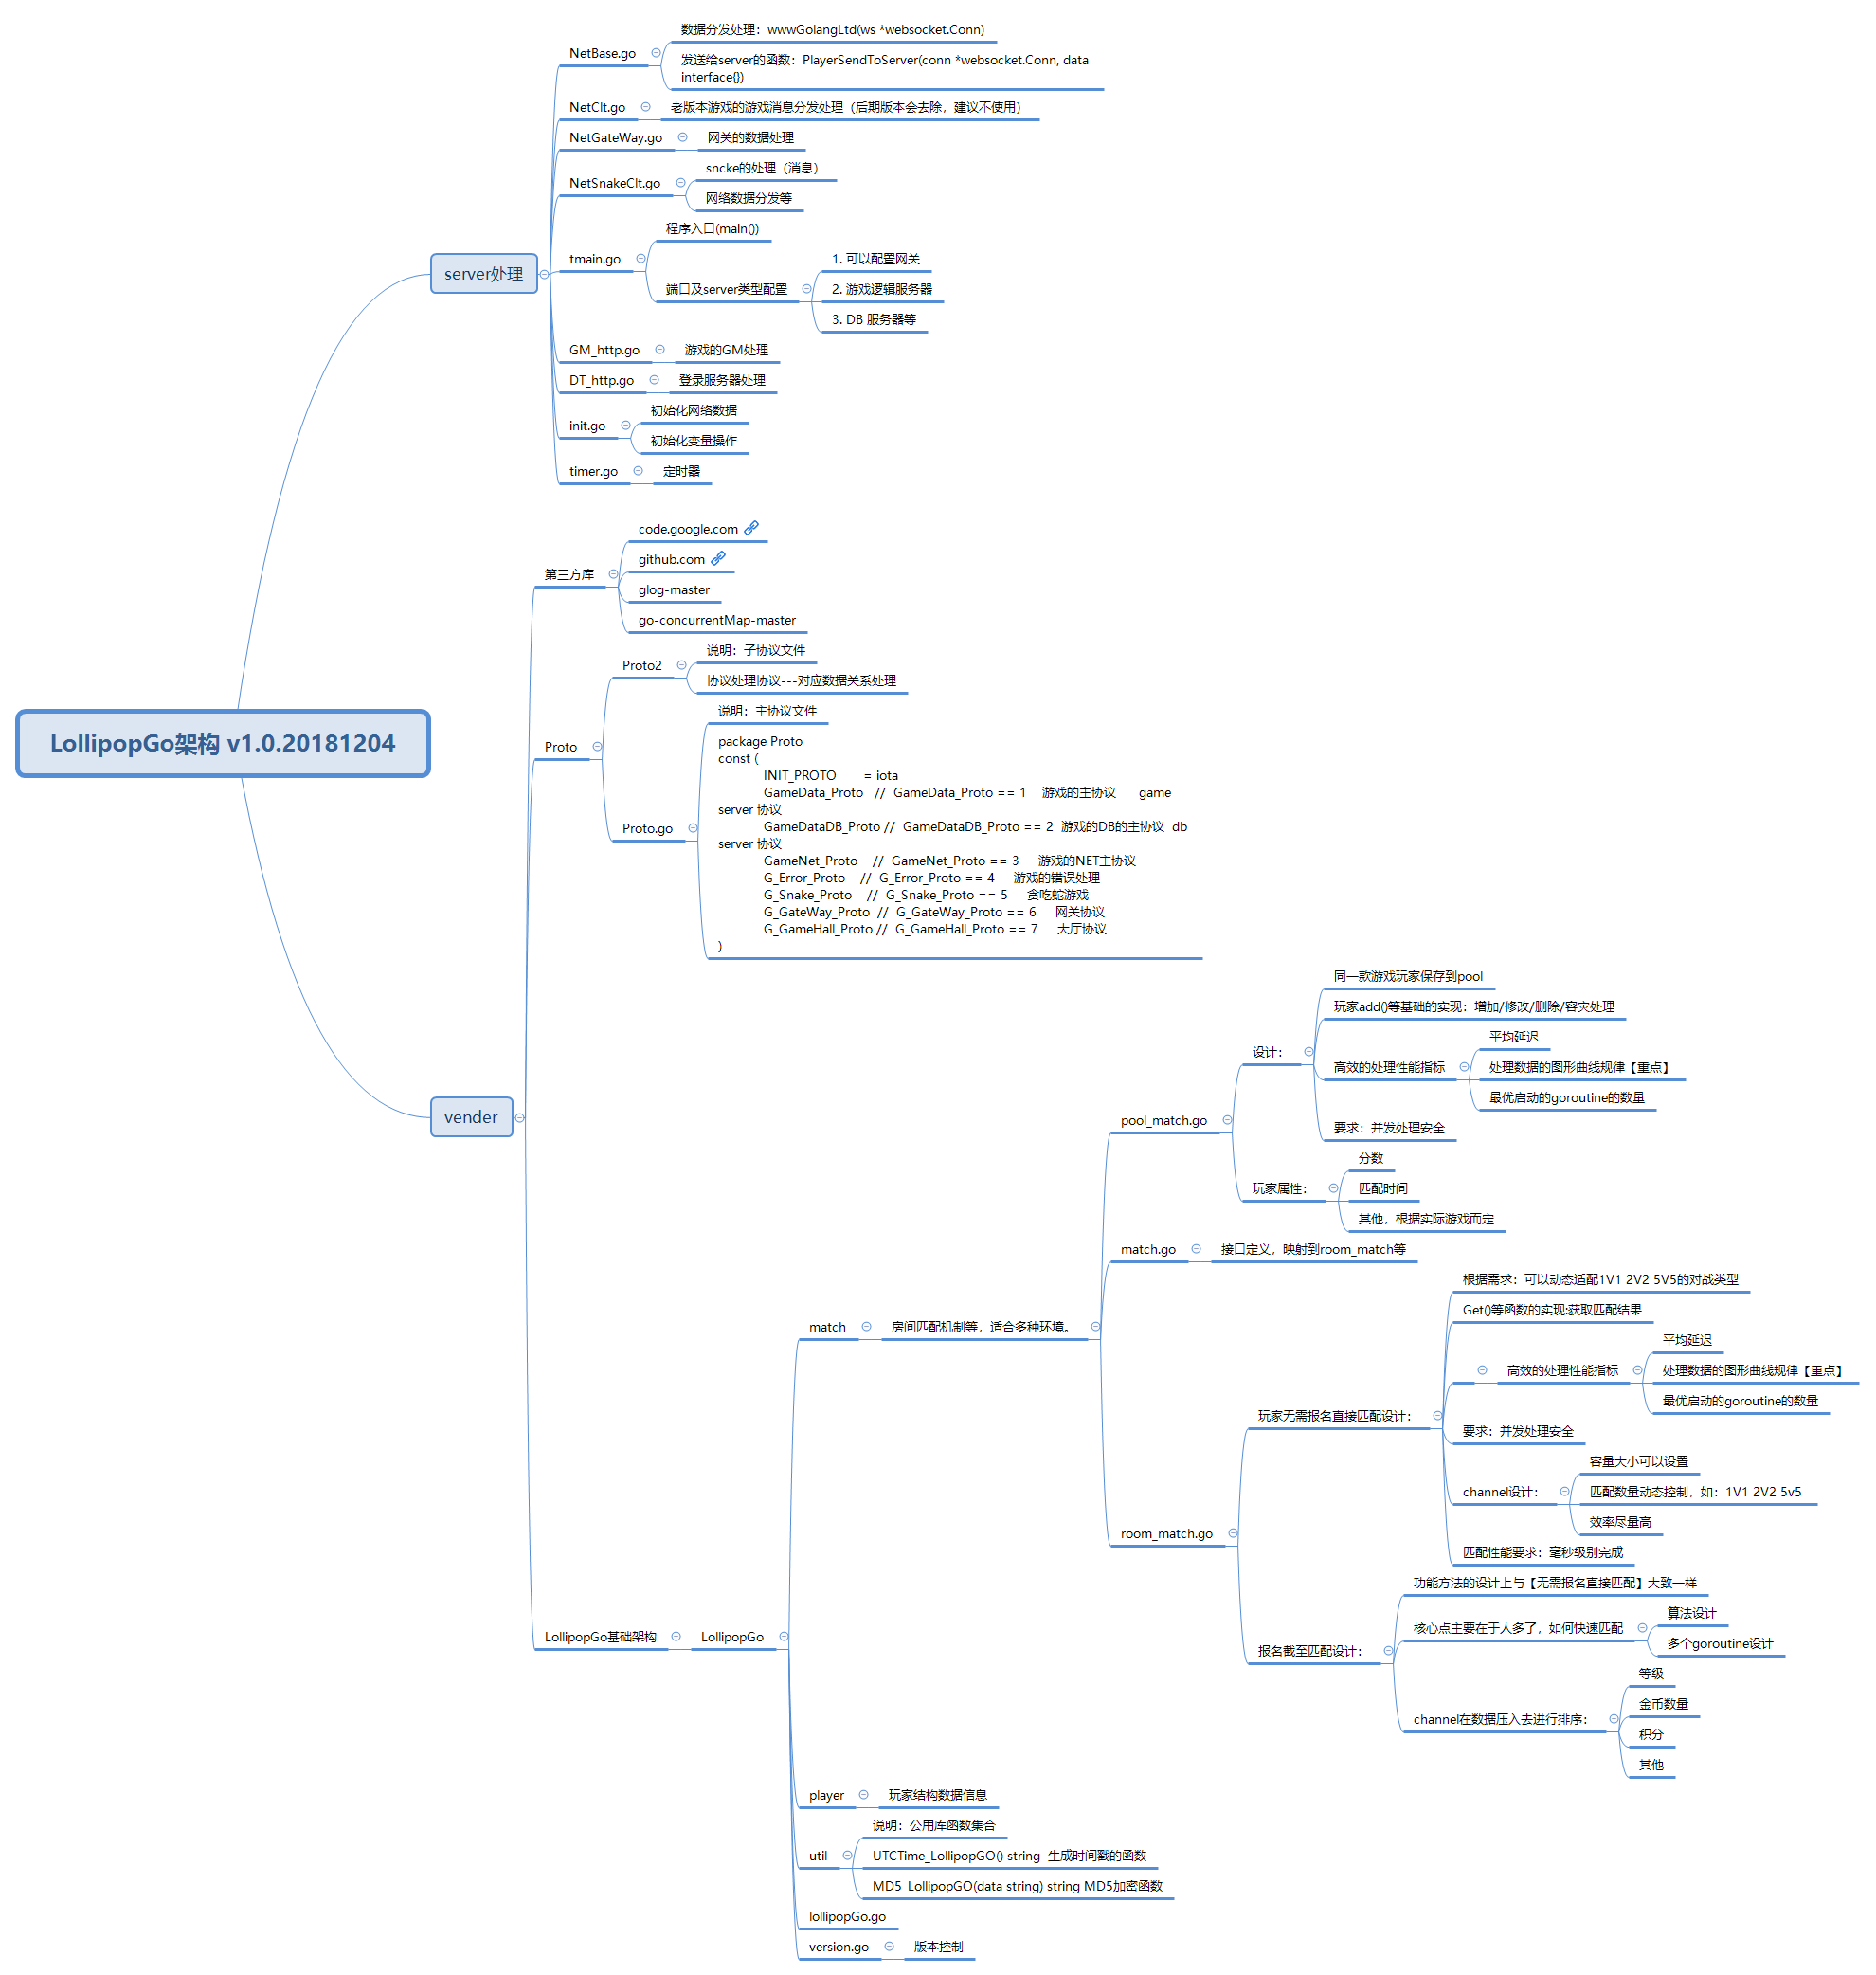 LollipopGo架构 v1.0.20181204
server处理
NetBase.go
数据分发处理：wwwGolangLtd(ws *websocket.Conn)
发送给server的函数：PlayerSendToServer(conn *websocket.Conn, data
interface{})
NetClt.go
老版本游戏的游戏消息分发处理（后期版本会去除，建议不使用）
NetGateWay.go
网关的数据处理
NetSnakeClt.go
sncke的处理（消息）
网络数据分发等
tmain.go
程序入口(main())
端口及server类型配置
1. 可以配置网关
2. 游戏逻辑服务器
3. DB 服务器等
GM_http.go
游戏的GM处理
DT_http.go
登录服务器处理
init.go
初始化网络数据
初始化变量操作
timer.go
定时器
vender
第三方库
code.google.com
github.com
glog-master
go-concurrentMap-master
Proto
Proto2
说明：子协议文件
协议处理协议---对应数据关系处理
Proto.go
说明：主协议文件
package Proto
const (
INIT_PROTO = iota
GameData_Proto // GameData_Proto == 1 游戏的主协议 game
server 协议
GameDataDB_Proto // GameDataDB_Proto == 2 游戏的DB的主协议 db
server 协议
GameNet_Proto // GameNet_Proto == 3 游戏的NET主协议
G_Error_Proto // G_Error_Proto == 4 游戏的错误处理
G_Snake_Proto // G_Snake_Proto == 5 贪吃蛇游戏
G_GateWay_Proto // G_GateWay_Proto == 6 网关协议
G_GameHall_Proto // G_GameHall_Proto == 7 大厅协议
)
LollipopGo基础架构
LollipopGo
match
房间匹配机制等，适合多种环境。
pool_match.go
设计：
同一款游戏玩家保存到pool
玩家add()等基础的实现：增加/修改/删除/容灾处理
高效的处理性能指标
平均延迟
处理数据的图形曲线规律【重点】
最优启动的goroutine的数量
要求：并发处理安全
玩家属性：
分数
匹配时间
其他，根据实际游戏而定
match.go
接口定义，映射到room_match等
room_match.go
玩家无需报名直接匹配设计：
根据需求：可以动态适配1V1 2V2 5V5的对战类型
Get()等函数的实现:获取匹配结果
高效的处理性能指标
平均延迟
处理数据的图形曲线规律【重点】
最优启动的goroutine的数量
要求：并发处理安全
channel设计：
容量大小可以设置
匹配数量动态控制，如：1V1 2V2 5v5
效率尽量高
匹配性能要求：毫秒级别完成
报名截至匹配设计：
功能方法的设计上与【无需报名直接匹配】大致一样
核心点主要在于人多了，如何快速匹配
算法设计
多个goroutine设计
channel在数据压入去进行排序：
等级
金币数量
积分
其他
player
玩家结构数据信息
util
说明：公用库函数集合
UTCTime_LollipopGO() string 生成时间戳的函数
MD5_LollipopGO(data string) string MD5加密函数
lollipopGo.go
version.go
版本控制